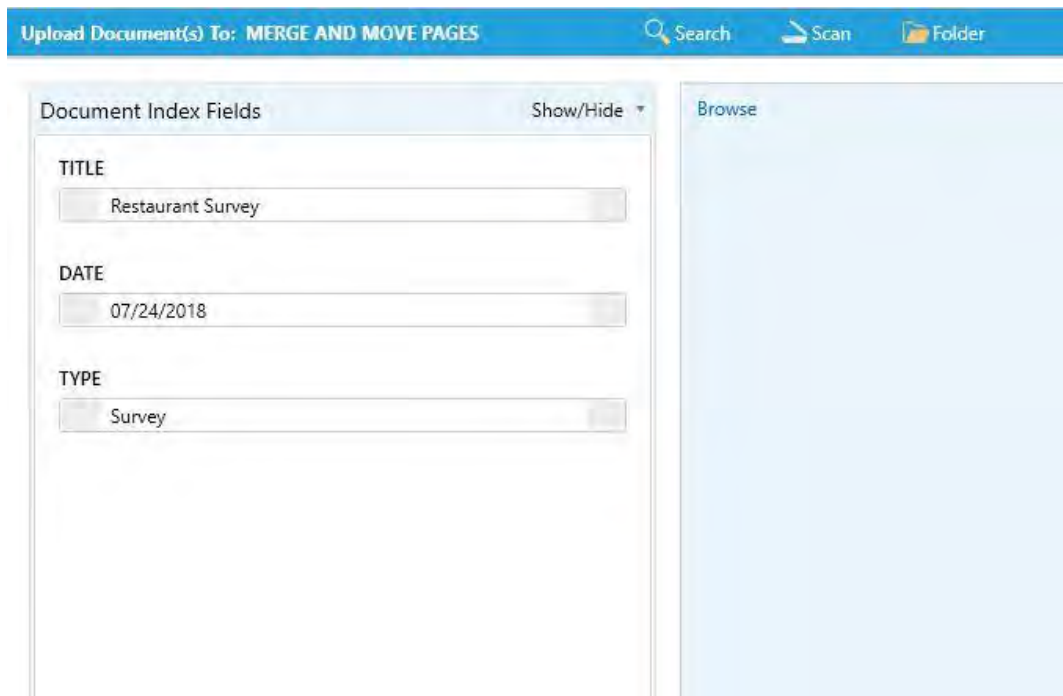 Upload Document(s) To: MERGE AND MOVE PAGES Search Scan Folder
Document Index Fields Show/Hide
Browse
TITLE
Restaurant Survey
DATE
07/24/2018
TYPE
Survey